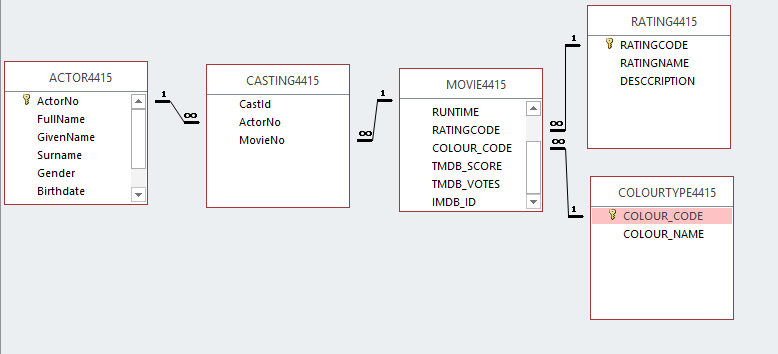 ACTOR4415
ActorNo
FullName
GivenName
Surname
Gender
Birthdate
1
∞
CASTING4415
CastId
ActorNo
MovieNo
1
∞
MOVIE4415
RUNTIME
RATINGCODE
COLOUR_CODE
TMDB_SCORE
TMDB_VOTES
IMDB_ID
1
∞
∞
1
RATING4415
RATINGCODE
RATINGNAME
DESCCRIPTION
COLOURTYPE4415
COLOUR_CODE
COLOUR_NAME